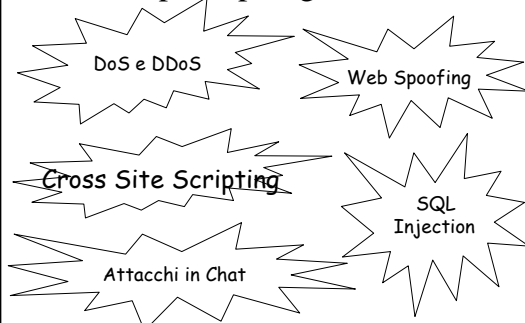 DoS e DDoS
Web Spoofing
Cross Site Scripting
SQL
Injection
Attacchi in Chat